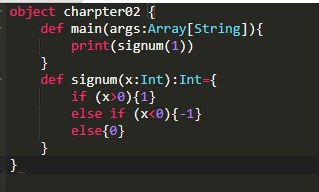 object charpter02 {
    def main(args:Array[String]){
        print(signum(1))
    }
    def signum(x:Int):Int={
        if (x>0){1}
        else if (x<0){-1}
        else{0}
    }
}